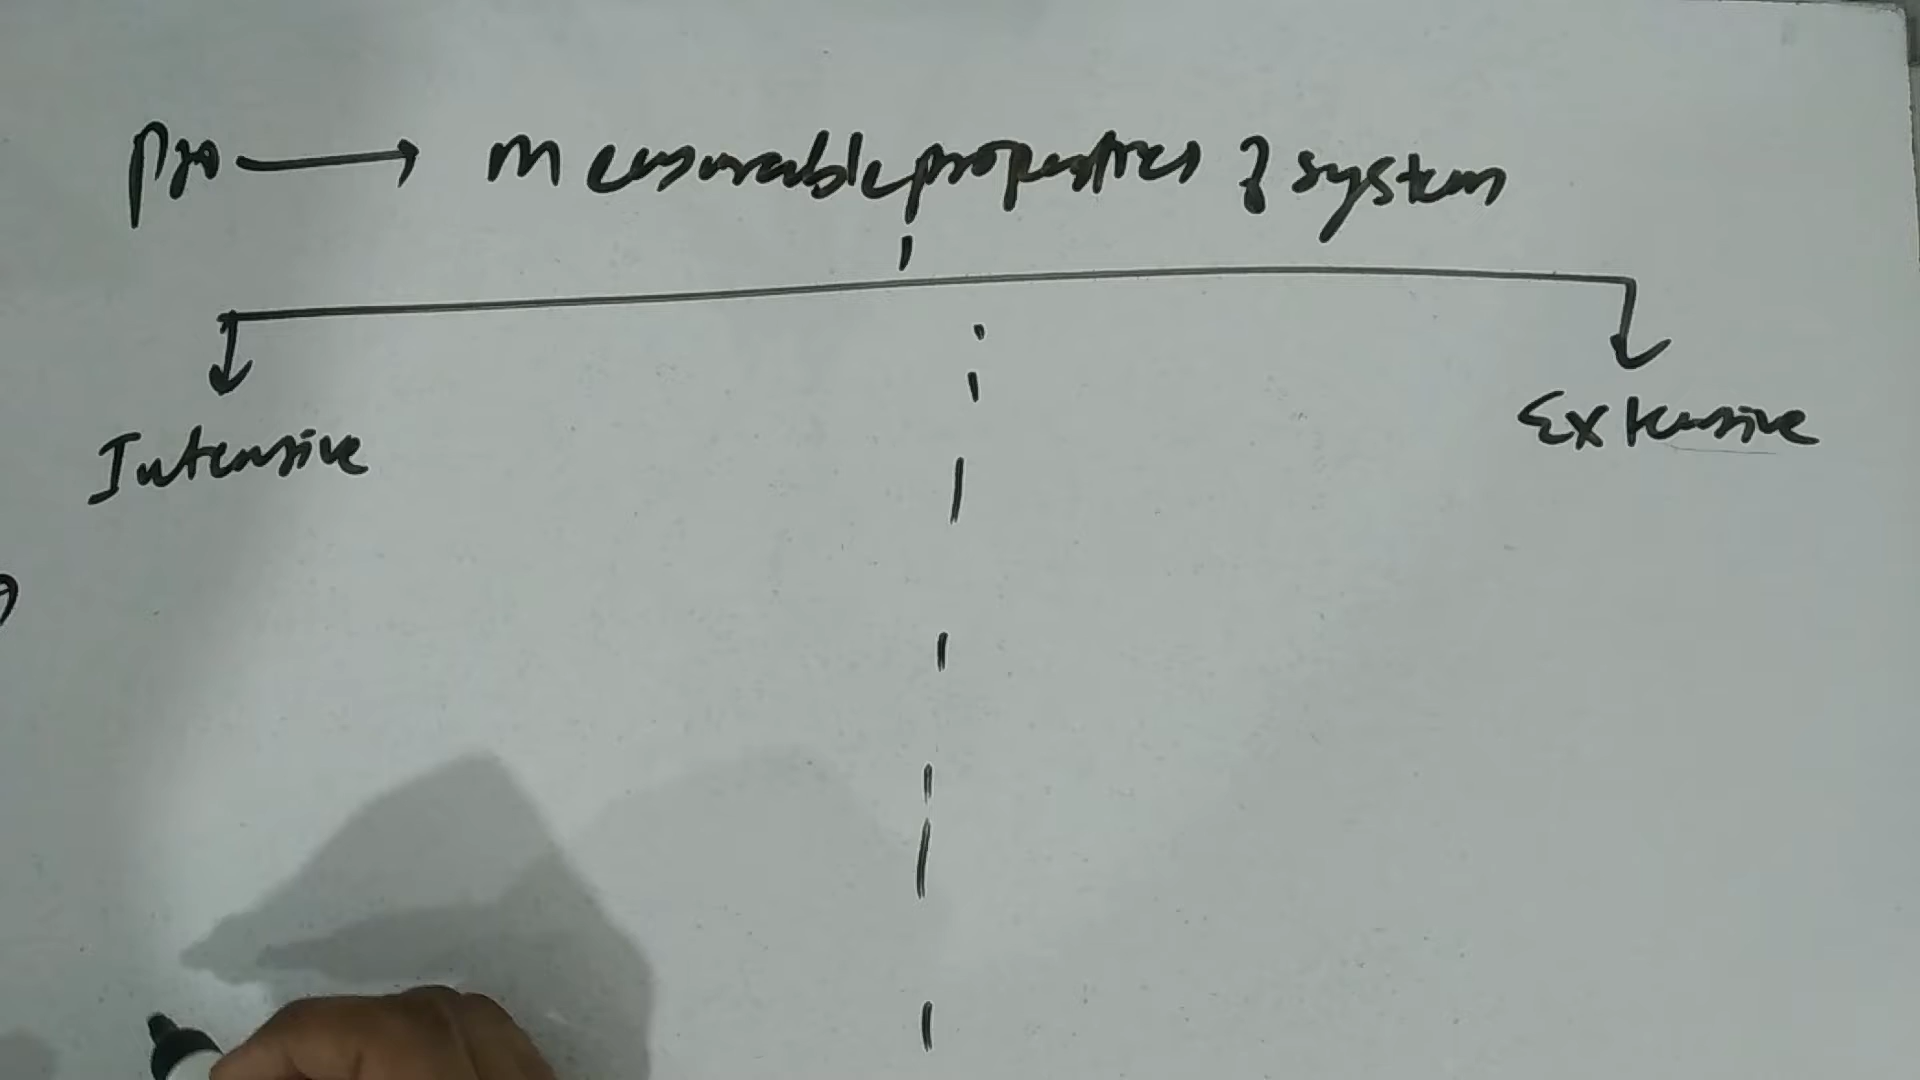 Pro → Measurable properties of system
Intensive
Extensive